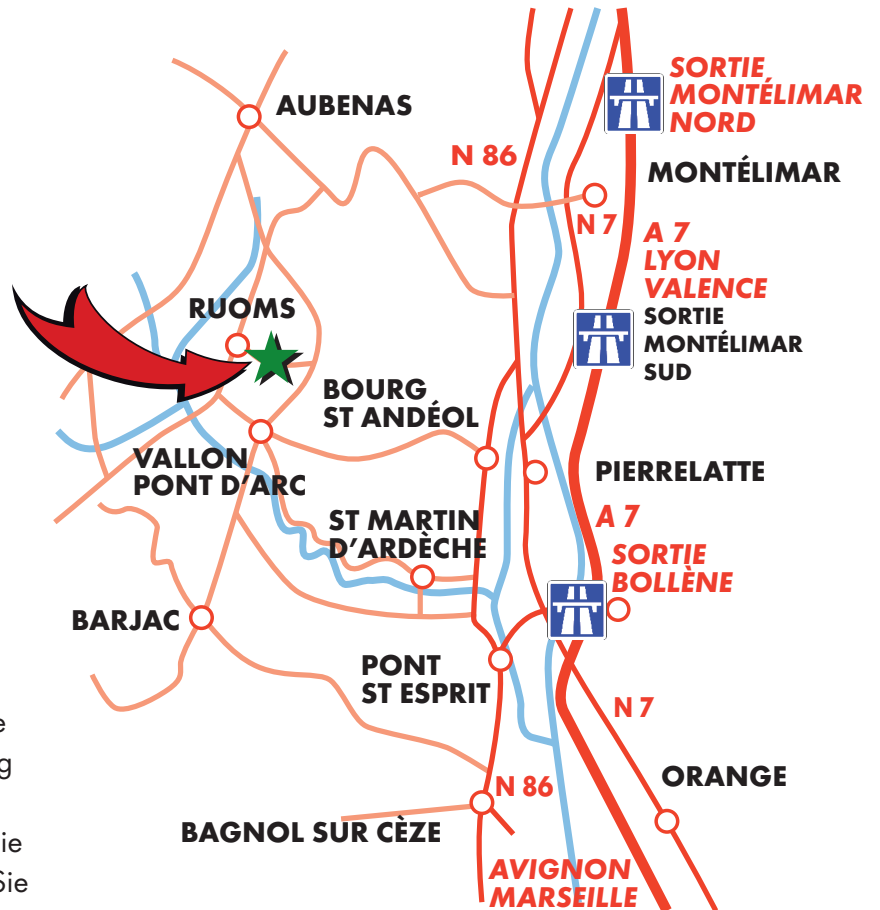 SORTIE
MONTÉLIMAR
NORD
AUBENAS
N 86
MONTÉLIMAR
N 7
A 7
LYON
VALENCE
SORTIE
MONTÉLIMAR
SUD
RUOMS
BOURG
ST ANDÉOL
VALLON
PONT D'ARC
PIERRELATTE
ST MARTIN
D'ARDÈCHE
A 7
SORTIE
BOLLÈNE
BARJAC
PONT
ST ESPRIT
N 7
e
g
ORANGE
N 86
BAGNOL SUR CÈZE
ie
Sie
AVIGNON
MARSEILLE